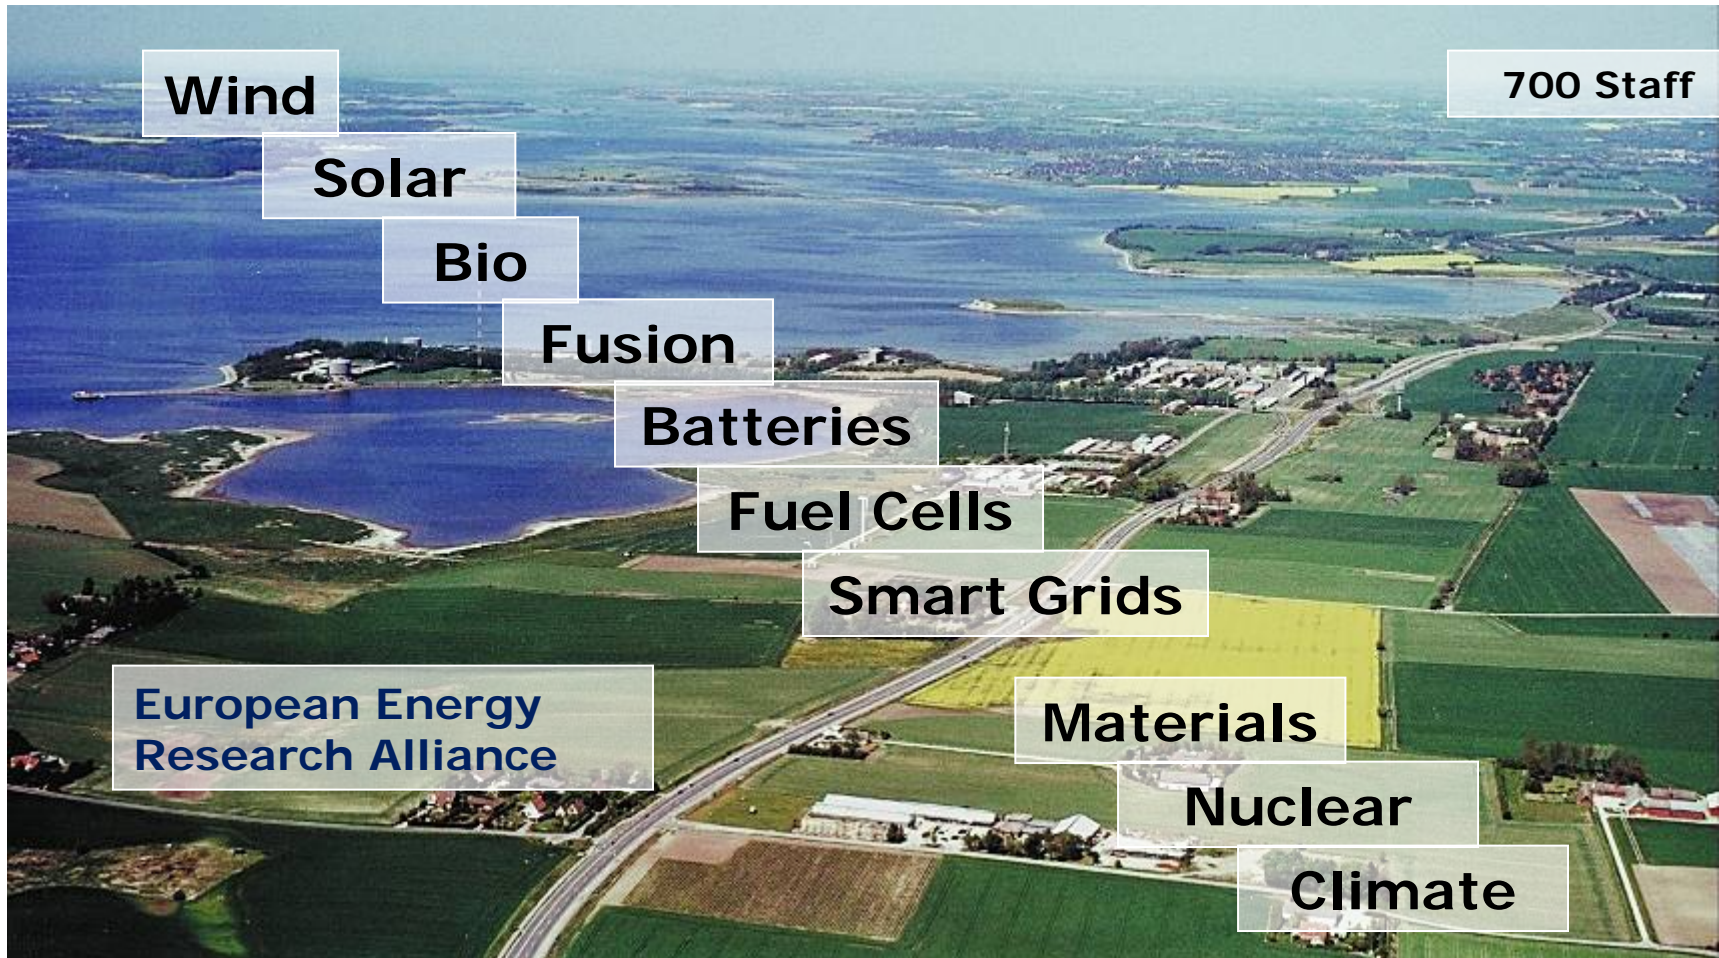 Wind
700 Staff
Solar
Bio
Fusion
Batteries
Fuel Cells
Smart Grids
European Energy
Research Alliance
Materials
Nuclear
Climate